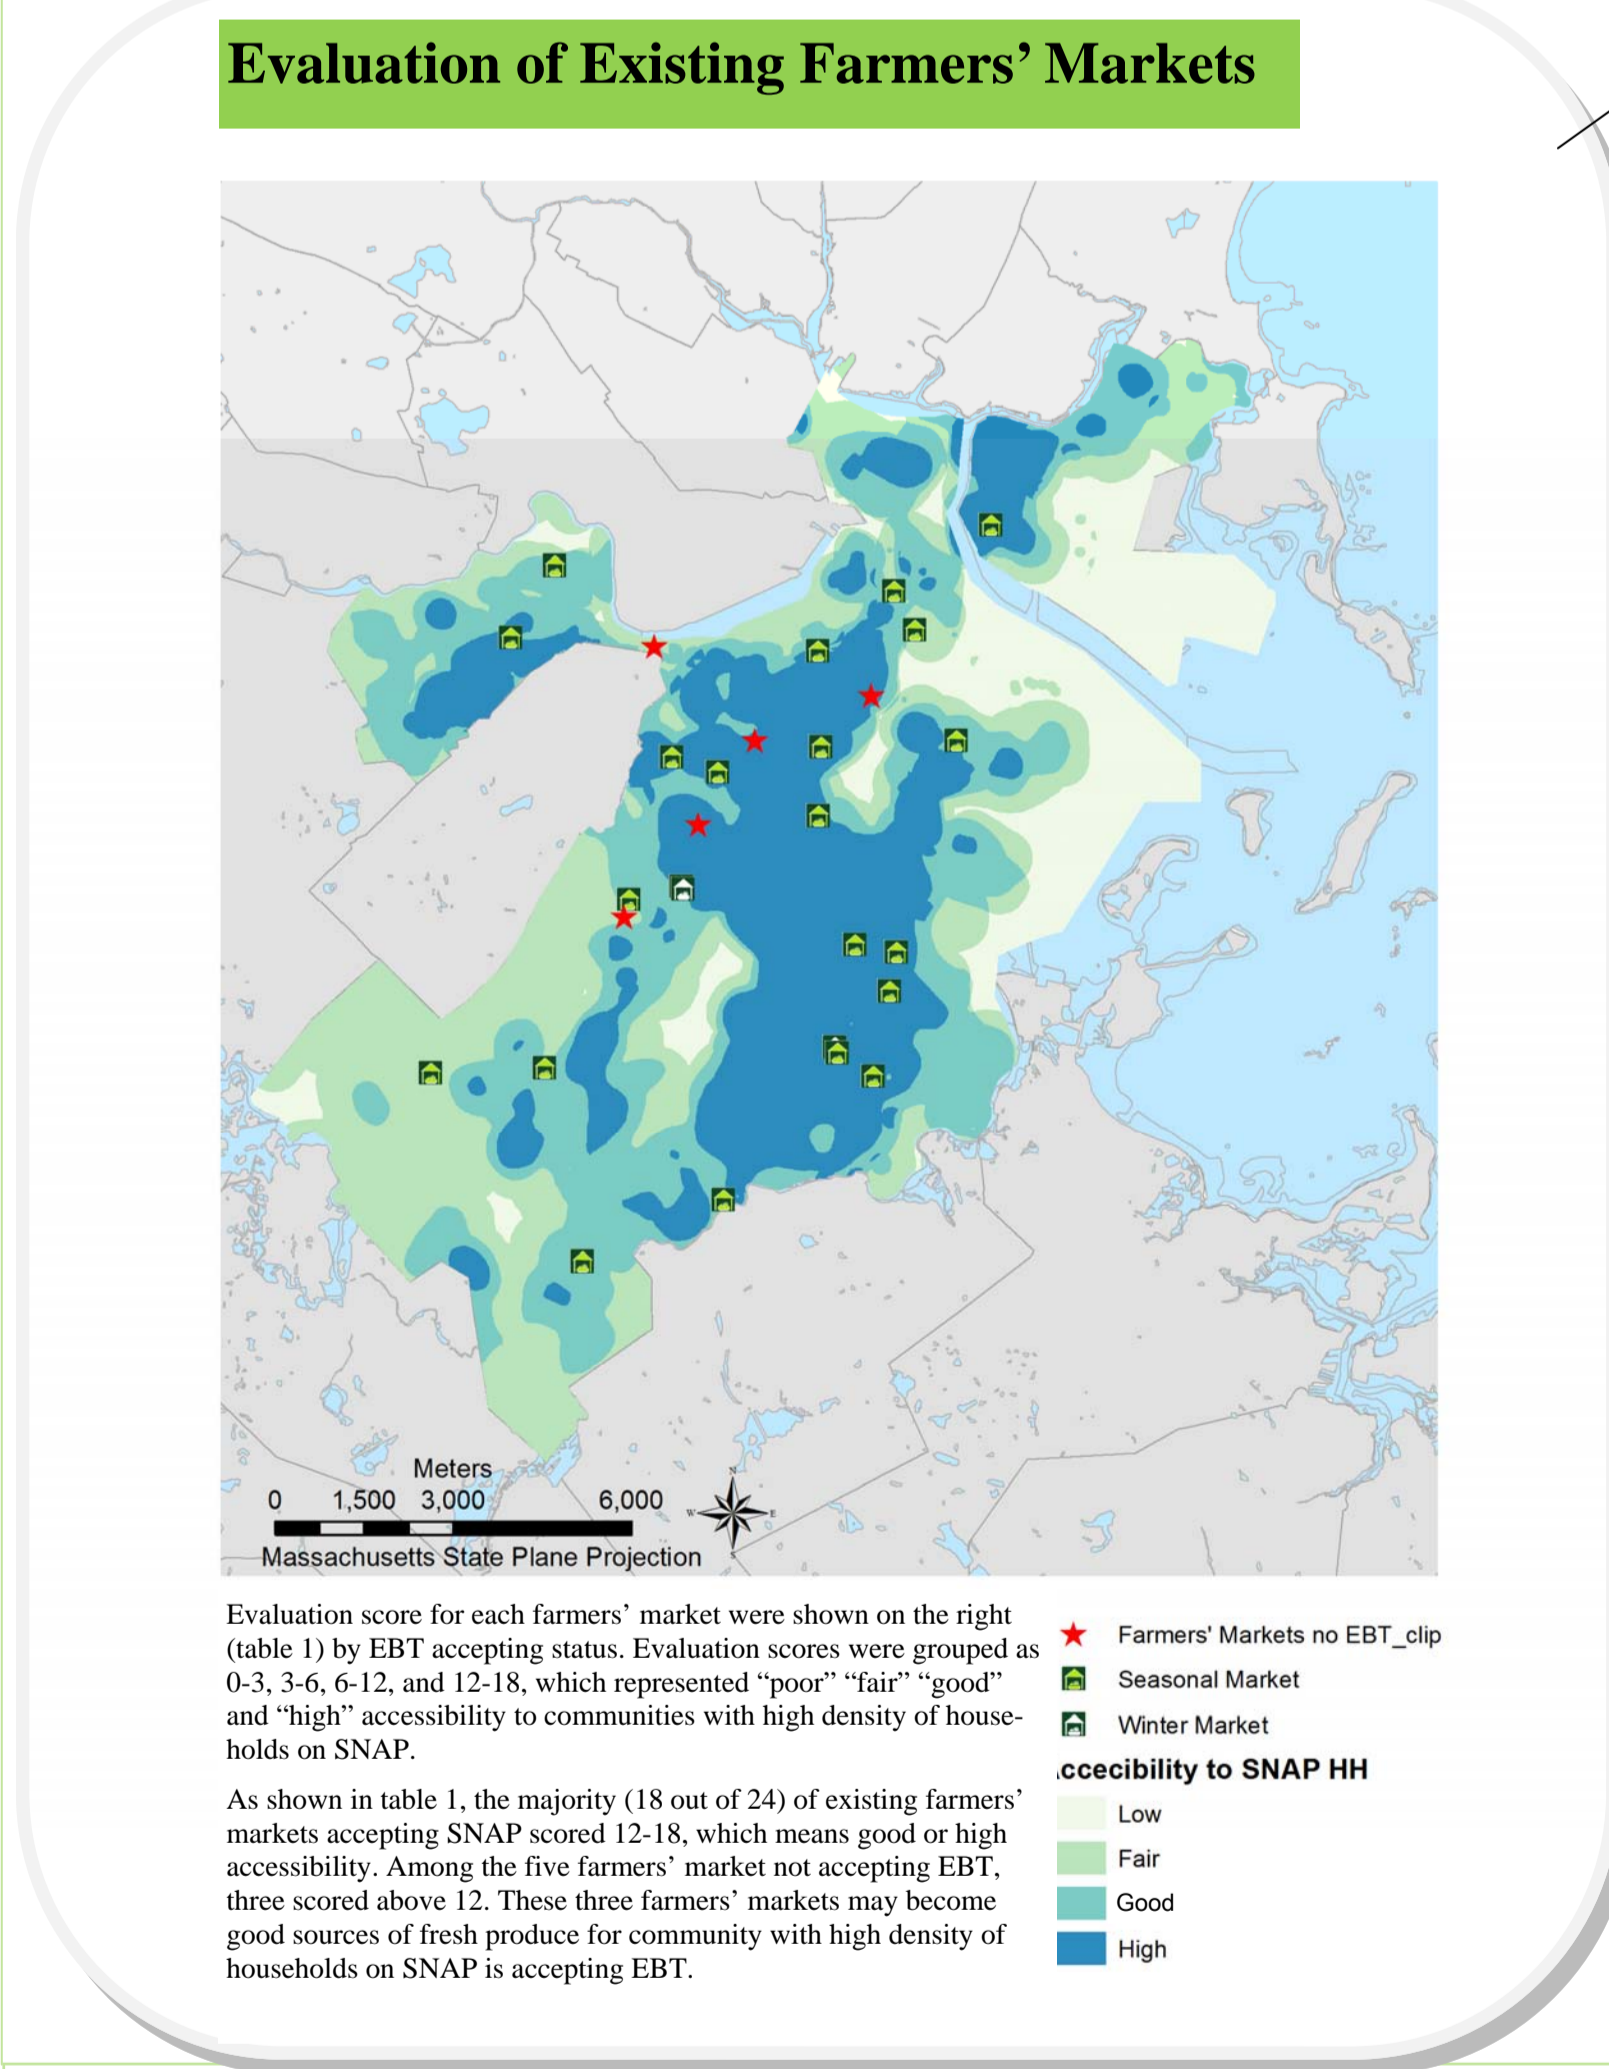 Evaluation of Existing Farmers’ Markets
Meters
0 1,500 3,000 6,000
Massachusetts State Plane Projection
N
W E
S
Evaluation score for each farmers’ market were shown on the right
(table 1) by EBT accepting status. Evaluation scores were grouped as
0-3, 3-6, 6-12, and 12-18, which represented “poor” “fair” “good”
and “high” accessibility to communities with high density of house-
holds on SNAP.
As shown in table 1, the majority (18 out of 24) of existing farmers’
markets accepting SNAP scored 12-18, which means good or high
accessibility. Among the five farmers’ market not accepting EBT,
three scored above 12. These three farmers’ markets may become
good sources of fresh produce for community with high density of
households on SNAP is accepting EBT.
Farmers' Markets no EBT_clip
Seasonal Market
Winter Market
ccecibility to SNAP HH
Low
Fair
Good
High